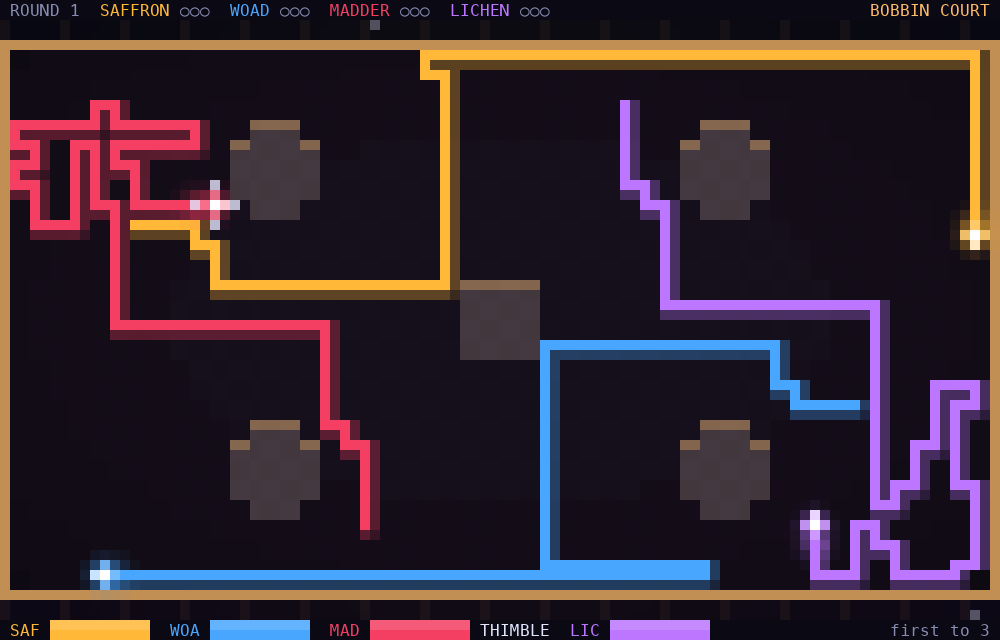 ROUND 1 SAFFRON ○○○ WOAD ○○○ MADDER ○○○ LICHEN ○○○ BOBBIN COURT
SAF WOA MAD THIMBLE LIC first to 3